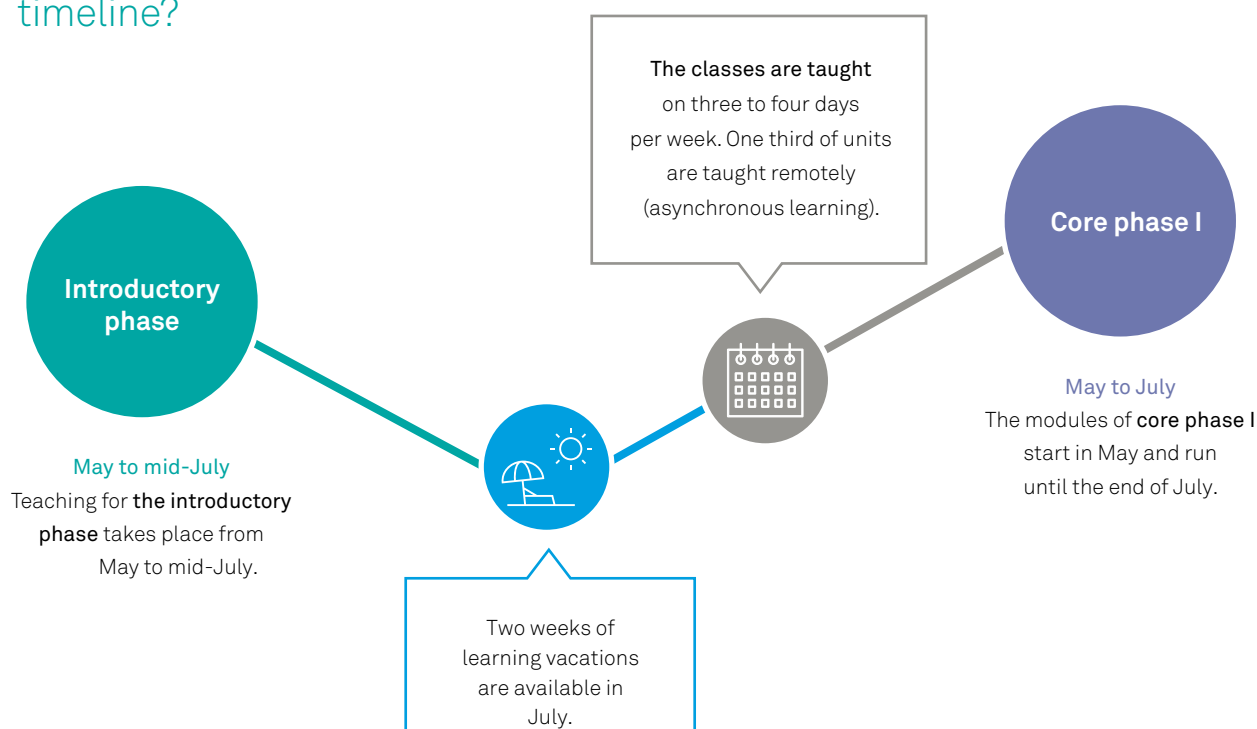 timeline?
The classes are taught
on three to four days
per week. One third of units
are taught remotely
(asynchronous learning).
Core phase I
Introductory
phase
May to July
The modules of core phase I
start in May and run
until the end of July.
May to mid-July
Teaching for the introductory
phase takes place from
May to mid-July.
Two weeks of
learning vacations
are available in
July.